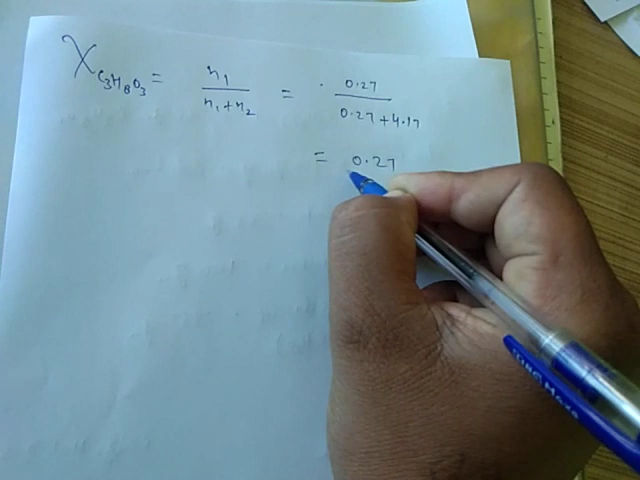 χ C₃H₈O₃ = n₁ / n₁ + n₂ = 0.27 / 0.27 + 4.17
= 0.27